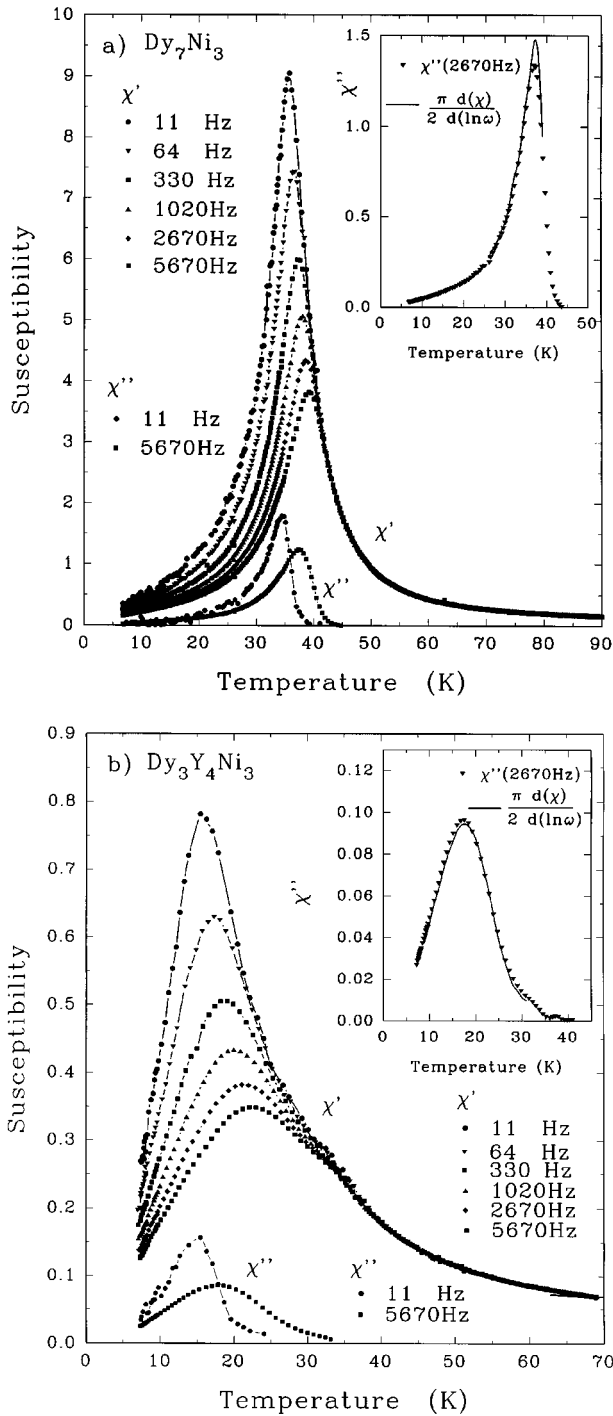 a) Dy₇Ni₃
χ'
11 Hz
64 Hz
330 Hz
1020Hz
2670Hz
5670Hz
χ''
11 Hz
5670Hz
Susceptibility
9
8
7
6
5
4
3
2
1
0
0 10 20 30 40 50 60 70 80 90
Temperature (K)
χ'
χ''
χ''
1.5
1.0
0.5
0.0
χ''(2670Hz)
π d(χ)
2 d(lnω)
0 10 20 30 40 50
Temperature (K)
b) Dy₃Y₄Ni₃
Susceptibility
0.9
0.8
0.7
0.6
0.5
0.4
0.3
0.2
0.1
0.0
χ''
0.12
0.10
0.08
0.06
0.04
0.02
0.00
χ''(2670Hz)
π d(χ)
2 d(lnω)
0 10 20 30 40
Temperature (K)
χ'
χ'
11 Hz
64 Hz
330 Hz
1020Hz
2670Hz
5670Hz
χ''
χ''
11 Hz
5670Hz
0 10 20 30 40 50 60 70
Temperature (K)